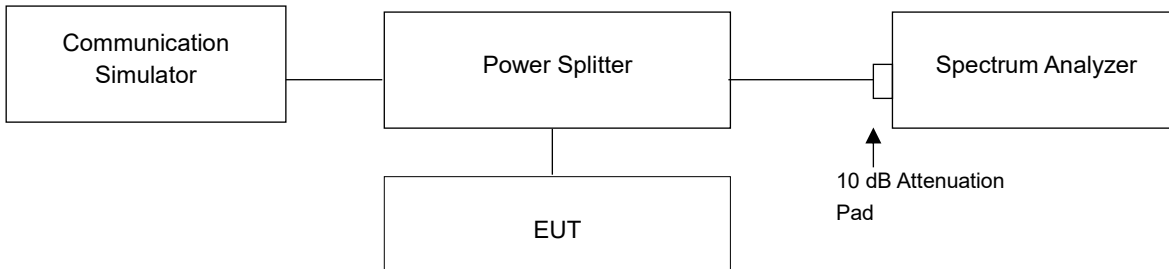 Communication
Simulator
Power Splitter
Spectrum Analyzer
10 dB Attenuation
Pad
EUT